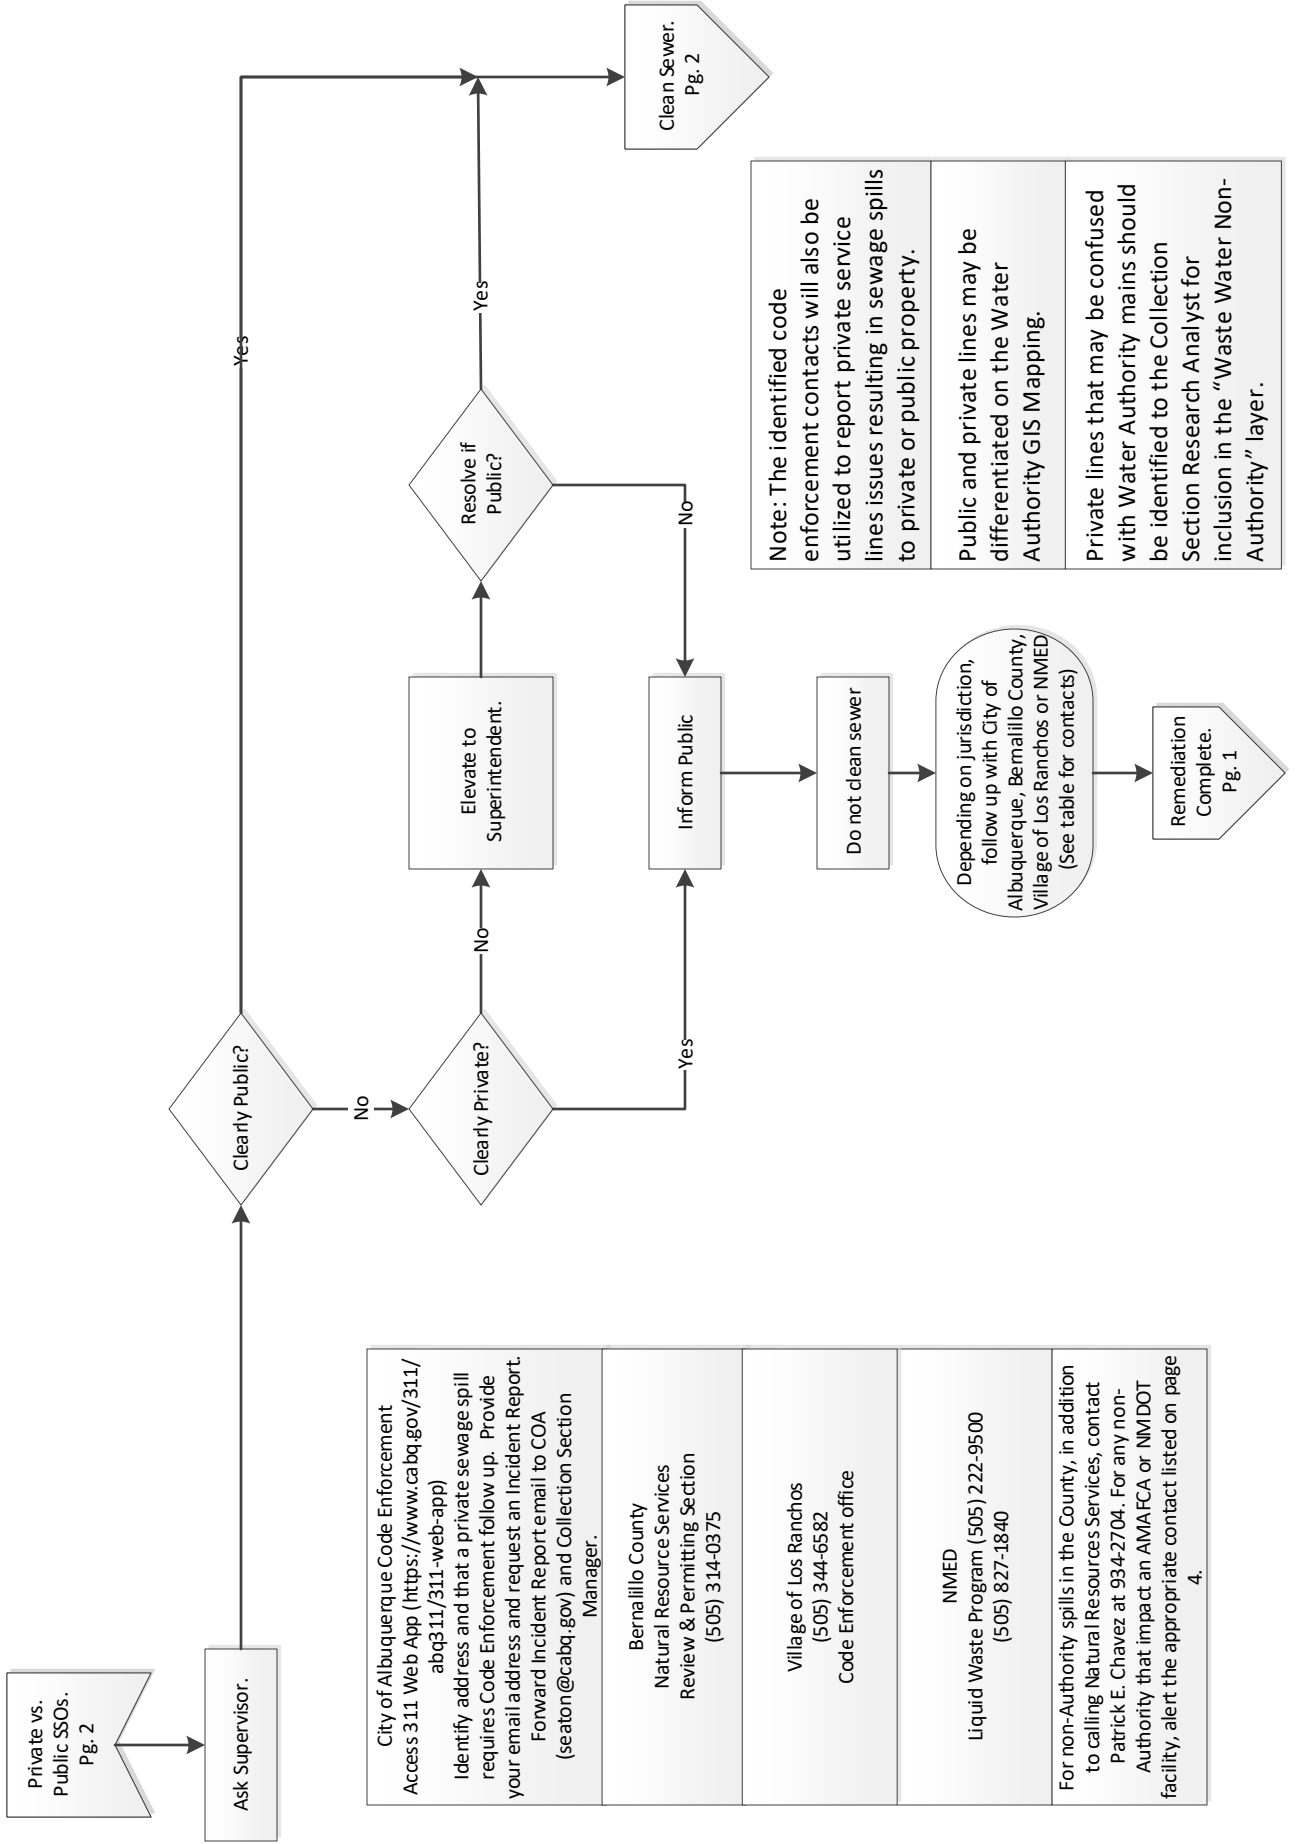 Private vs.
Public SSOs.
Pg. 2
Ask Supervisor.
Clearly Public?
Yes
No
Clearly Private?
No
Yes
Elevate to
Superintendent.
Resolve if
Public?
Yes
No
Clean Sewer.
Pg. 2
Inform Public
Do not clean sewer
Depending on jurisdiction,
follow up with City of
Albuquerque, Bernalillo County,
Village of Los Ranchos or NMED
(See table for contacts)
Remediation
Complete.
Pg. 1
City of Albuquerque Code Enforcement
Access 311 Web App (https://www.cabq.gov/311/
abq311/311-web-app)
Identify address and that a private sewage spill
requires Code Enforcement follow up. Provide
your email address and request an Incident Report.
Forward Incident Report email to COA
(seaton@cabq.gov) and Collection Section
Manager.
Bernalillo County
Natural Resource Services
Review & Permitting Section
(505) 314-0375
Village of Los Ranchos
(505) 344-6582
Code Enforcement office
NMED
Liquid Waste Program (505) 222-9500
(505) 827-1840
For non-Authority spills in the County, in addition
to calling Natural Resources Services, contact
Patrick E. Chavez at 934-2704. For any non-
Authority that impact an AMAFCA or NMDOT
facility, alert the appropriate contact listed on page
4.
Note: The identified code
enforcement contacts will also be
utilized to report private service
lines issues resulting in sewage spills
to private or public property.
Public and private lines may be
differentiated on the Water
Authority GIS Mapping.
Private lines that may be confused
with Water Authority mains should
be identified to the Collection
Section Research Analyst for
inclusion in the “Waste Water Non-
Authority” layer.